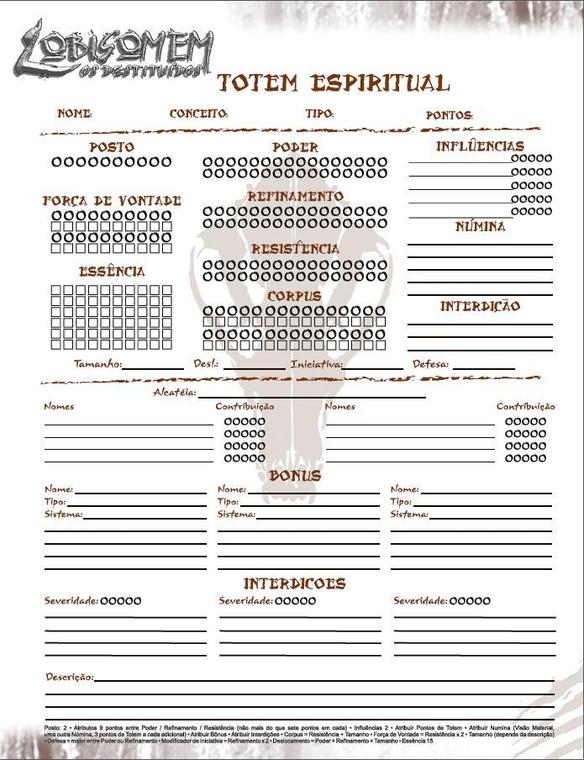 LOBISOMEM
OS DESTITUÍDOS
TOTEM ESPIRITUAL
NOME: CONCEITO: TIPO: PONTOS:
POSTO PODER INFLUÊNCIAS
REFINAMENTO
FORÇA DE VONTADE
NÚMINA
RESISTÊNCIA
ESSÊNCIA
CORPUS
INTERDIÇÃO
Tamanho: Desl.: Iniciativa: Defesa:
Alcatéia:
Nomes Contribuição Nomes Contribuição
BONUS
Nome: Nome: Nome:
Tipo: Tipo: Tipo:
Sistema: Sistema: Sistema:
INTERDICOES
Severidade: Severidade: Severidade:
Descrição:
Posto: 2 • Atributos 9 pontos entre Poder / Refinamento / Resistência (não mais do que sete pontos em cada) • Influências 2 • Atribuir Pontos de Totem • Atribuir Numina (Visão Material,
uma outra Númina, 3 pontos de Totem a cada adicional) • Atribuir Bônus • Atribuir Interdições • Corpus = Resistência + Tamanho • Força de Vontade = Resistência x 2 • Tamanho (depende da descrição)
• Defesa = maior entre Poder ou Refinamento • Modificador de iniciativa = Refinamento x 2 • Deslocamento = Poder + Refinamento + Tamanho • Essência 15